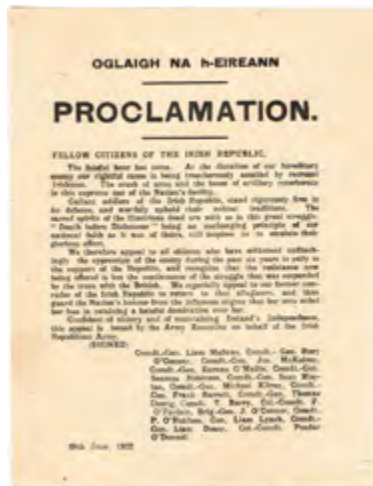 OGLAIGH NA h-EIREANN
PROCLAMATION.
FELLOW CITIZENS OF THE IRISH REPUBLIC,
The fateful hour has come. At the dictation of our hereditary
enemy our rightful cause is being treacherously assailed by recreant
Irishmen. The crash of arms and the boom of artillery reverberate
in this supreme test of the Nation's destiny.
Gallant soldiers of the Irish Republic, stand rigorously firm in
its defence, and worthily uphold their noblest traditions. The
sacred spirits of the illustrious dead are with us in this great struggle.
"Death before Dishonour" being an unchanging principle of our
national faith as it was of theirs, still inspires us to emulate their
glorious effort.
We therefore appeal to all citizens who have withstood
the oppression of the enemy during the past six years to rally to
the support of the Republic, and recognise that the resistance now
being offered is but the continuance of the struggle that was suspended
by the truce with the British. We especially appeal to our former
comrades of the Irish Republic to return to that allegiance, and thus
guard the Nation's honour from the infamous stigma that her sons aided
her foes in retaining a hateful domination over her.
Confident of victory and of maintaining Ireland's Independence,
this appeal is issued by the Army Executive on behalf of the Irish
Republican Army.
(SIGNED)
Comdt.-Gen. Liam Mellows, Comdt.-Gen. Rory
O'Connor, Comdt.-Gen. Jos. McKelvey,
Comdt.-Gen. Earnan O'Mallie, Comdt.-Gen.
Seamus Robinson, Comdt.-Gen. Sean
Comdt.-Gen. Michael Kilroy, Comdt.-
Gen. Frank Barrett, Comdt.-Gen. Thomas
Comdt. T. Barry, Col.-Comdt. F.
O'Faolain, Brig.-Gen. J. O'Connor, Comdt.
P. O'Ruitleis, Gen. Liam Lynch, Comdt.-
Gen. Liam Deasy, Col.-Comdt. Peadar
O'Donnell.
28th June, 1922